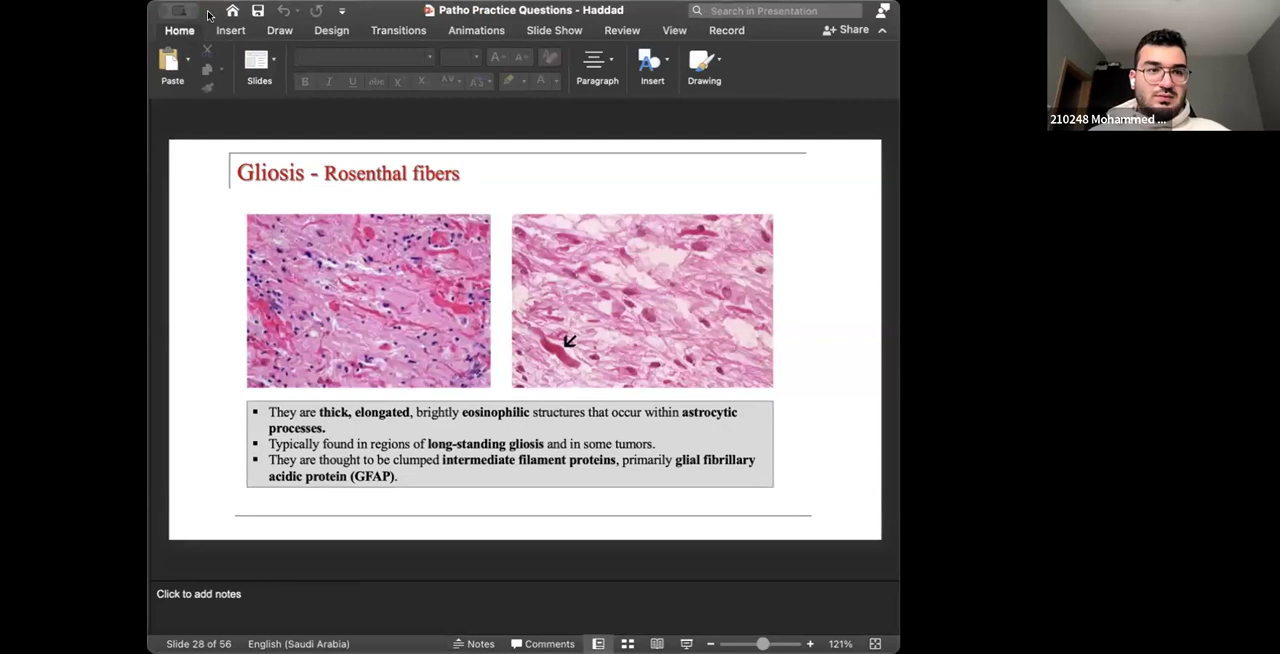 Patho Practice Questions - Haddad
Search in Presentation
Home Insert Draw Design Transitions Animations Slide Show Review View Record
Share
Paste
Slides
Paragraph
Insert
Drawing
210248 Mohammed ...
Gliosis - Rosenthal fibers
▪ They are thick, elongated, brightly eosinophilic structures that occur within astrocytic
processes.
▪ Typically found in regions of long-standing gliosis and in some tumors.
▪ They are thought to be clumped intermediate filament proteins, primarily glial fibrillary
acidic protein (GFAP).
Click to add notes
Slide 28 of 56 English (Saudi Arabia) Notes Comments 121%